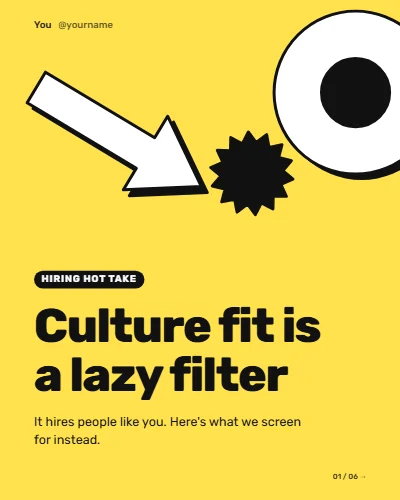 You @yourname
HIRING HOT TAKE
Culture fit is
a lazy filter
It hires people like you. Here's what we screen
for instead.
01 / 06 →